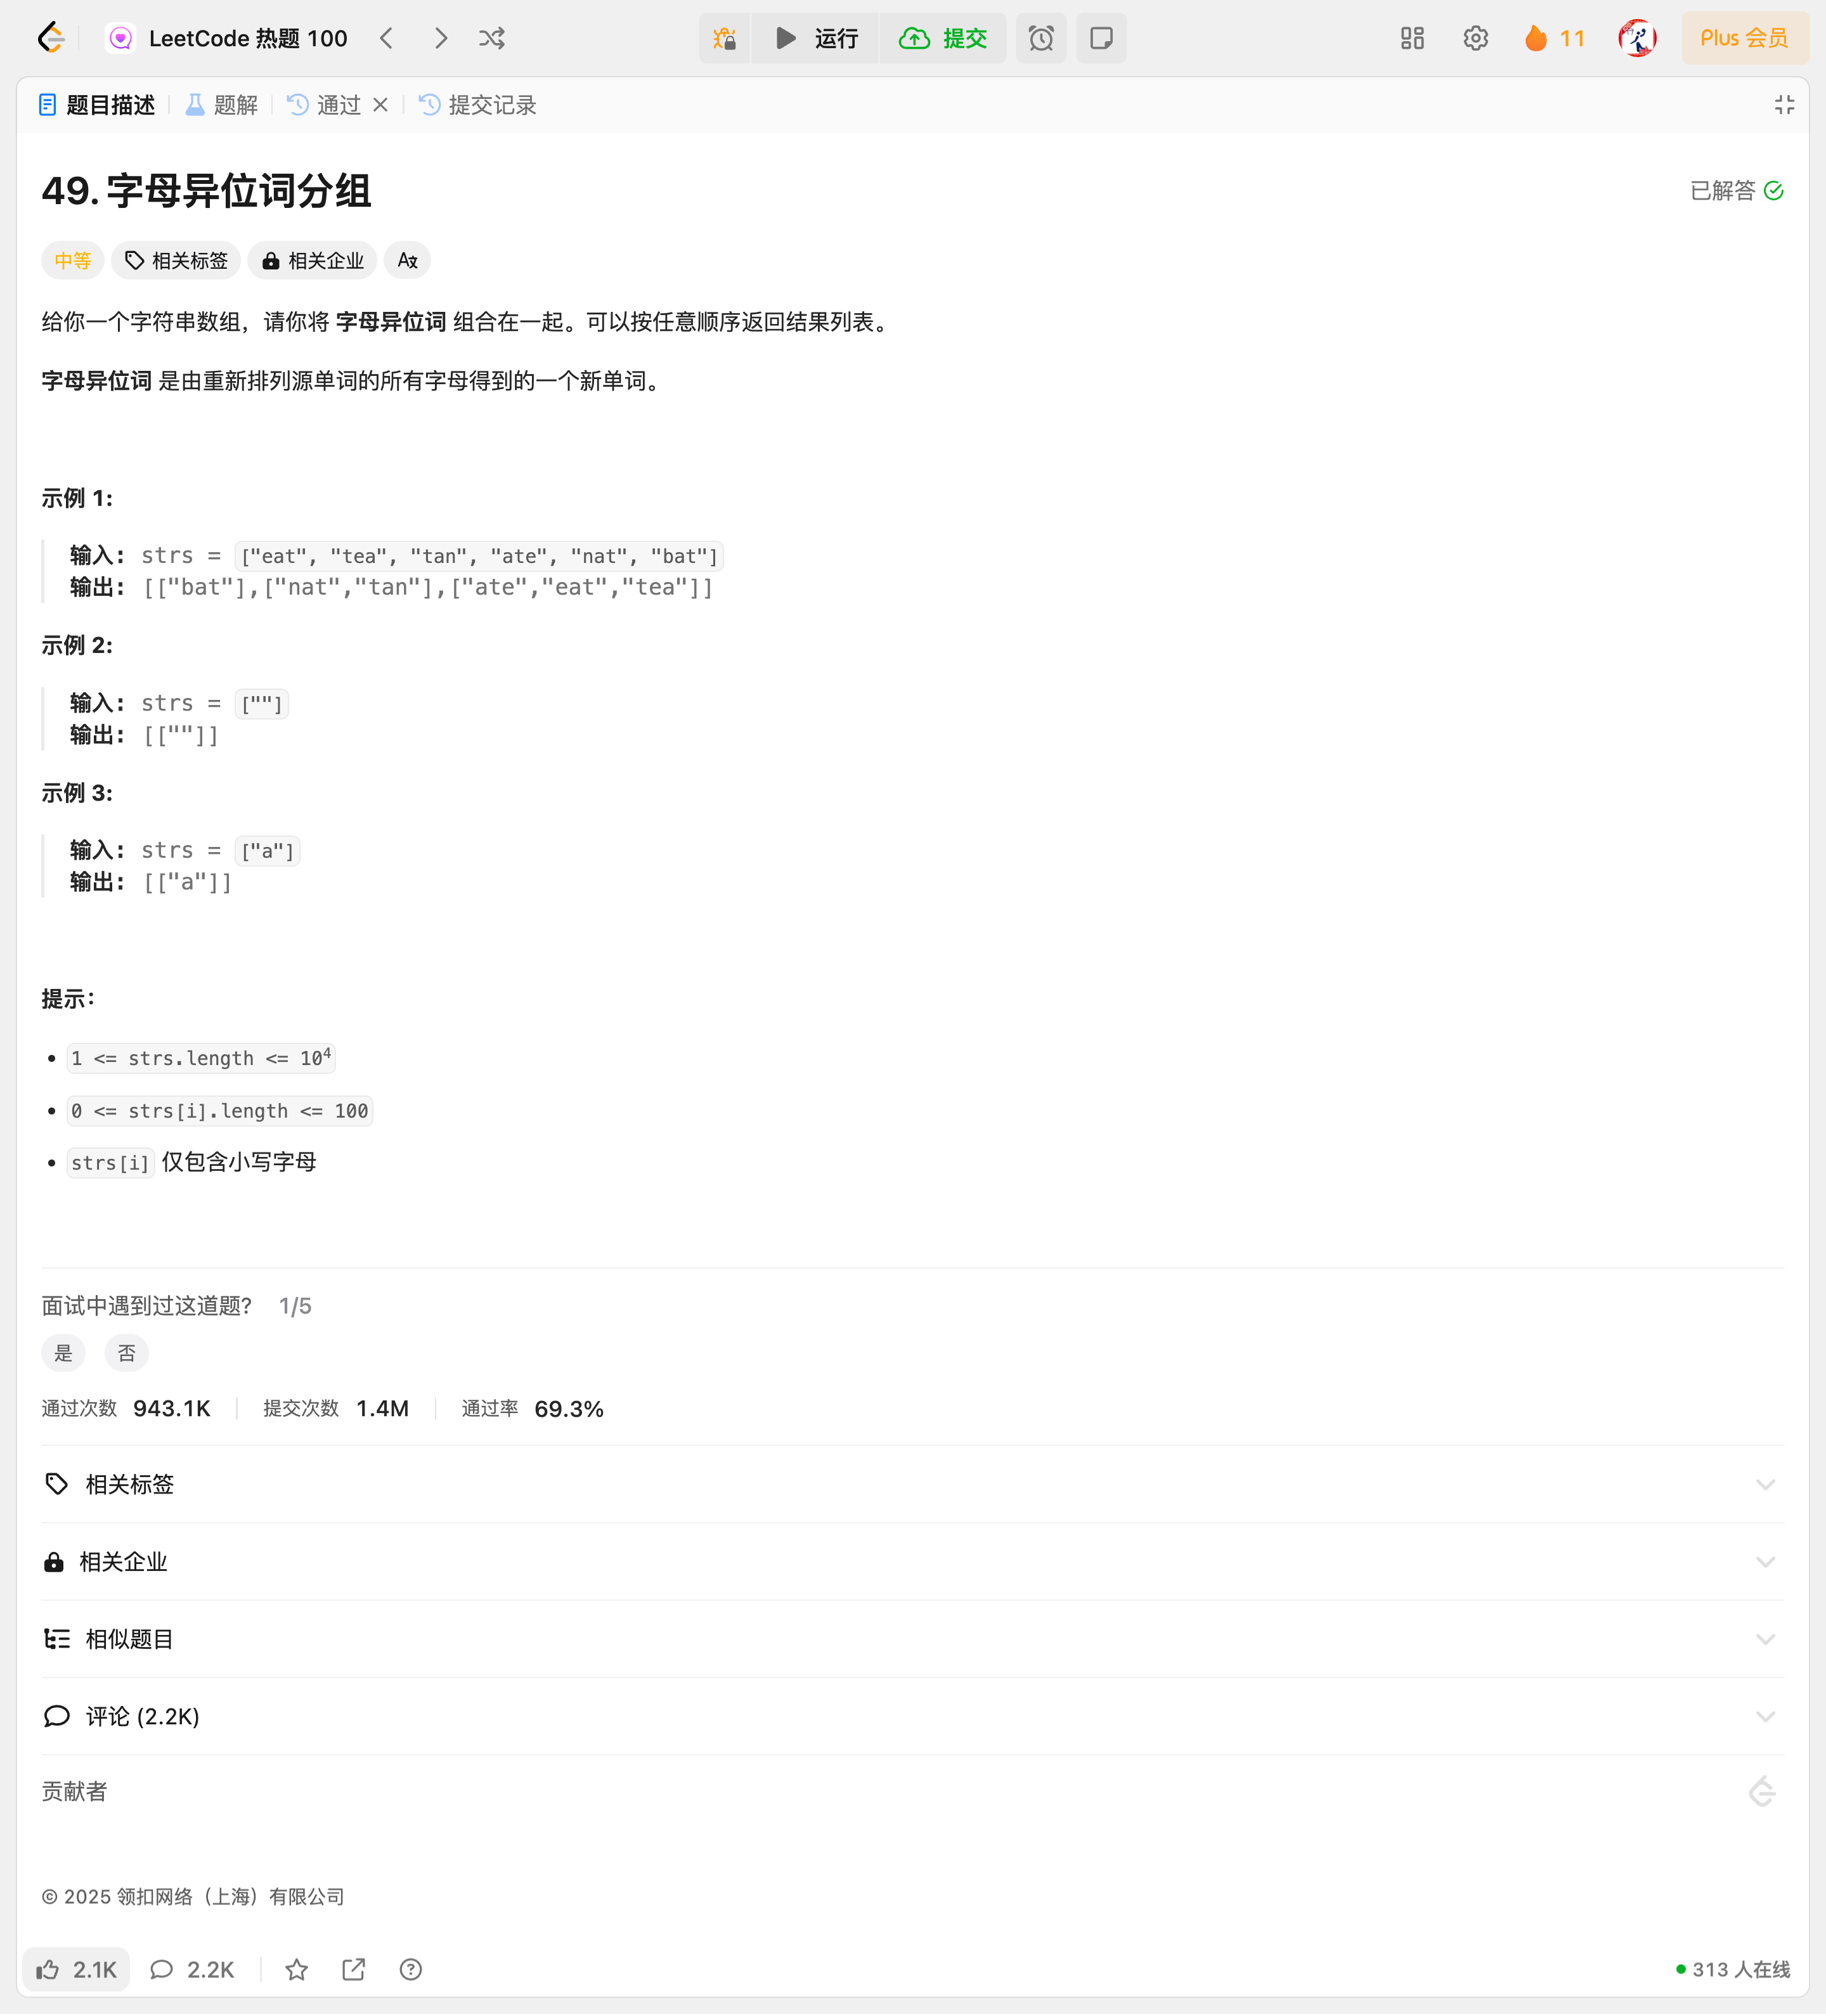 LeetCode 热题 100
运行
提交
11
Plus 会员
题目描述
题解
通过
提交记录
49. 字母异位词分组
已解答
中等
相关标签
相关企业
给你一个字符串数组，请你将 字母异位词 组合在一起。可以按任意顺序返回结果列表。
字母异位词 是由重新排列源单词的所有字母得到的一个新单词。
示例 1:
输入: strs = ["eat", "tea", "tan", "ate", "nat", "bat"]
输出: [["bat"],["nat","tan"],["ate","eat","tea"]]
示例 2:
输入: strs = [""]
输出: [[""]]
示例 3:
输入: strs = ["a"]
输出: [["a"]]
提示：
1 <= strs.length <= 10⁴
0 <= strs[i].length <= 100
strs[i] 仅包含小写字母
面试中遇到过这道题? 1/5
是
否
通过次数 943.1K
提交次数 1.4M
通过率 69.3%
相关标签
相关企业
相似题目
评论 (2.2K)
贡献者
© 2025 领扣网络（上海）有限公司
2.1K
2.2K
313 人在线